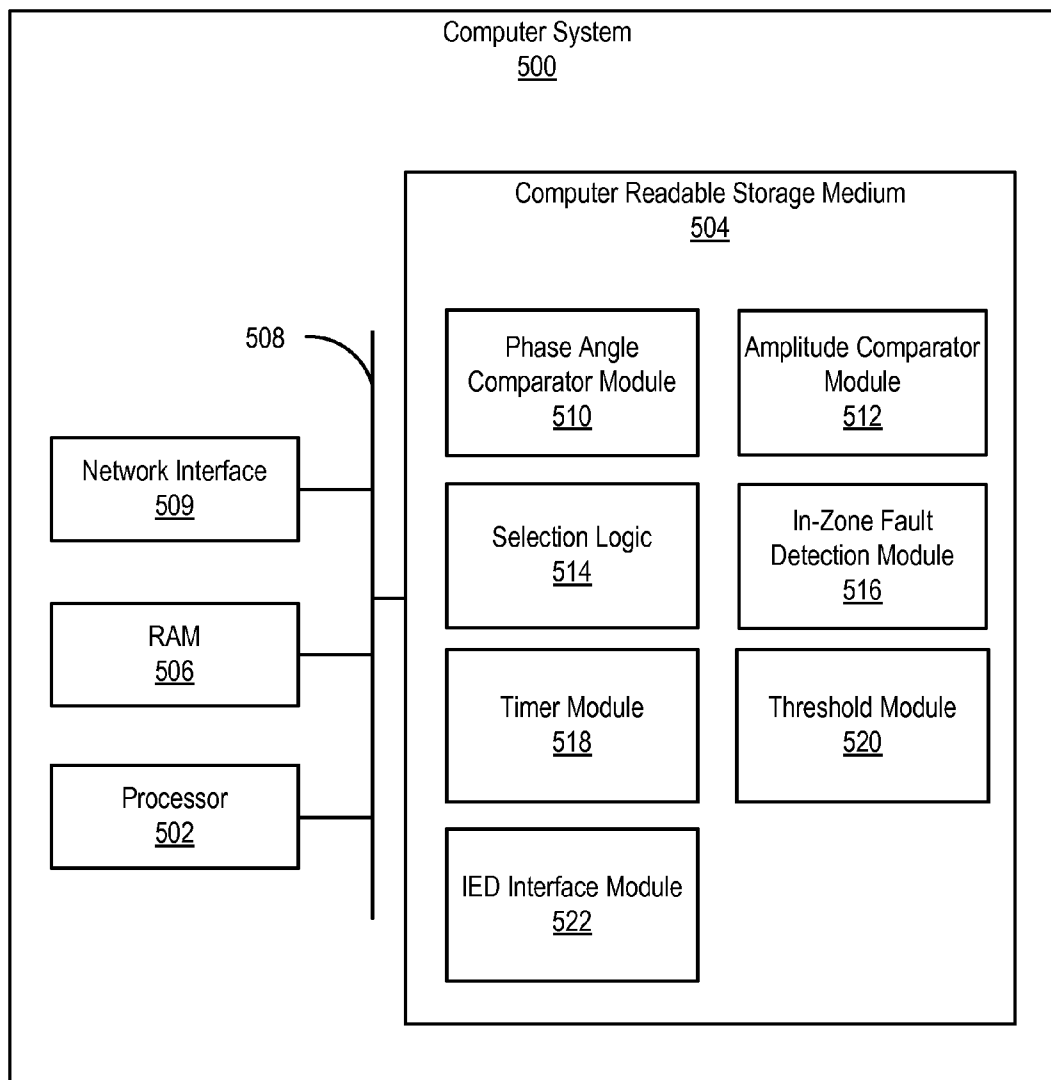 Computer System
500
Computer Readable Storage Medium
504
508
Phase Angle
Comparator Module
510
Amplitude Comparator
Module
512
Network Interface
509
Selection Logic
514
In-Zone Fault
Detection Module
516
RAM
506
Timer Module
518
Threshold Module
520
Processor
502
IED Interface Module
522